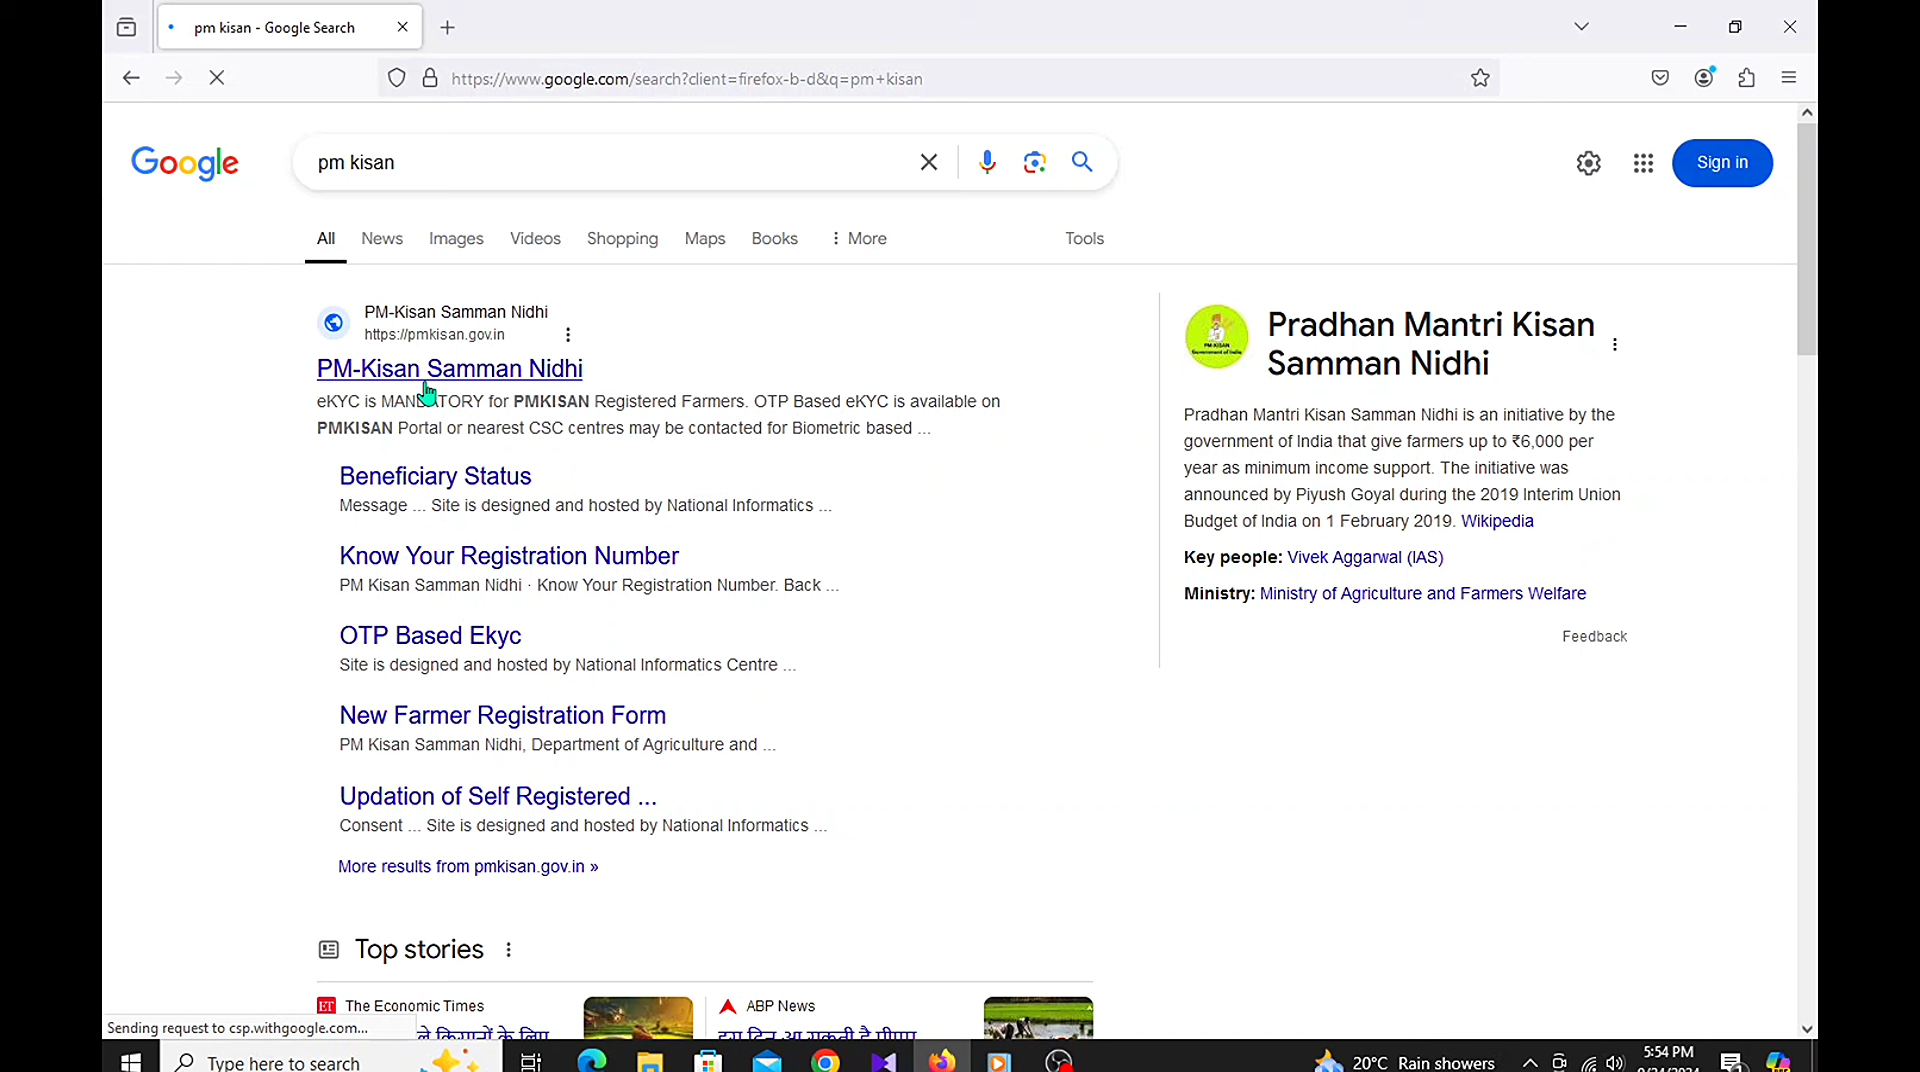 pm kisan - Google Search
https://www.google.com/search?client=firefox-b-d&q=pm+kisan
Google
pm kisan
Sign in
All News Images Videos Shopping Maps Books More Tools
PM-Kisan Samman Nidhi
https://pmkisan.gov.in
PM-Kisan Samman Nidhi
eKYC is MANDATORY for PMKISAN Registered Farmers. OTP Based eKYC is available on
PMKISAN Portal or nearest CSC centres may be contacted for Biometric based ...
Beneficiary Status
Message ... Site is designed and hosted by National Informatics ...
Know Your Registration Number
PM Kisan Samman Nidhi · Know Your Registration Number. Back ...
OTP Based Ekyc
Site is designed and hosted by National Informatics Centre ...
New Farmer Registration Form
PM Kisan Samman Nidhi, Department of Agriculture and ...
Updation of Self Registered ...
Consent ... Site is designed and hosted by National Informatics ...
More results from pmkisan.gov.in »
PM-KISAN
Government of India
Pradhan Mantri Kisan
Samman Nidhi
Pradhan Mantri Kisan Samman Nidhi is an initiative by the
government of India that give farmers up to ₹6,000 per
year as minimum income support. The initiative was
announced by Piyush Goyal during the 2019 Interim Union
Budget of India on 1 February 2019. Wikipedia
Key people: Vivek Aggarwal (IAS)
Ministry: Ministry of Agriculture and Farmers Welfare
Feedback
Top stories
ET The Economic Times
ABP News
Sending request to csp.withgoogle.com...
Type here to search
20°C Rain showers
5:54 PM